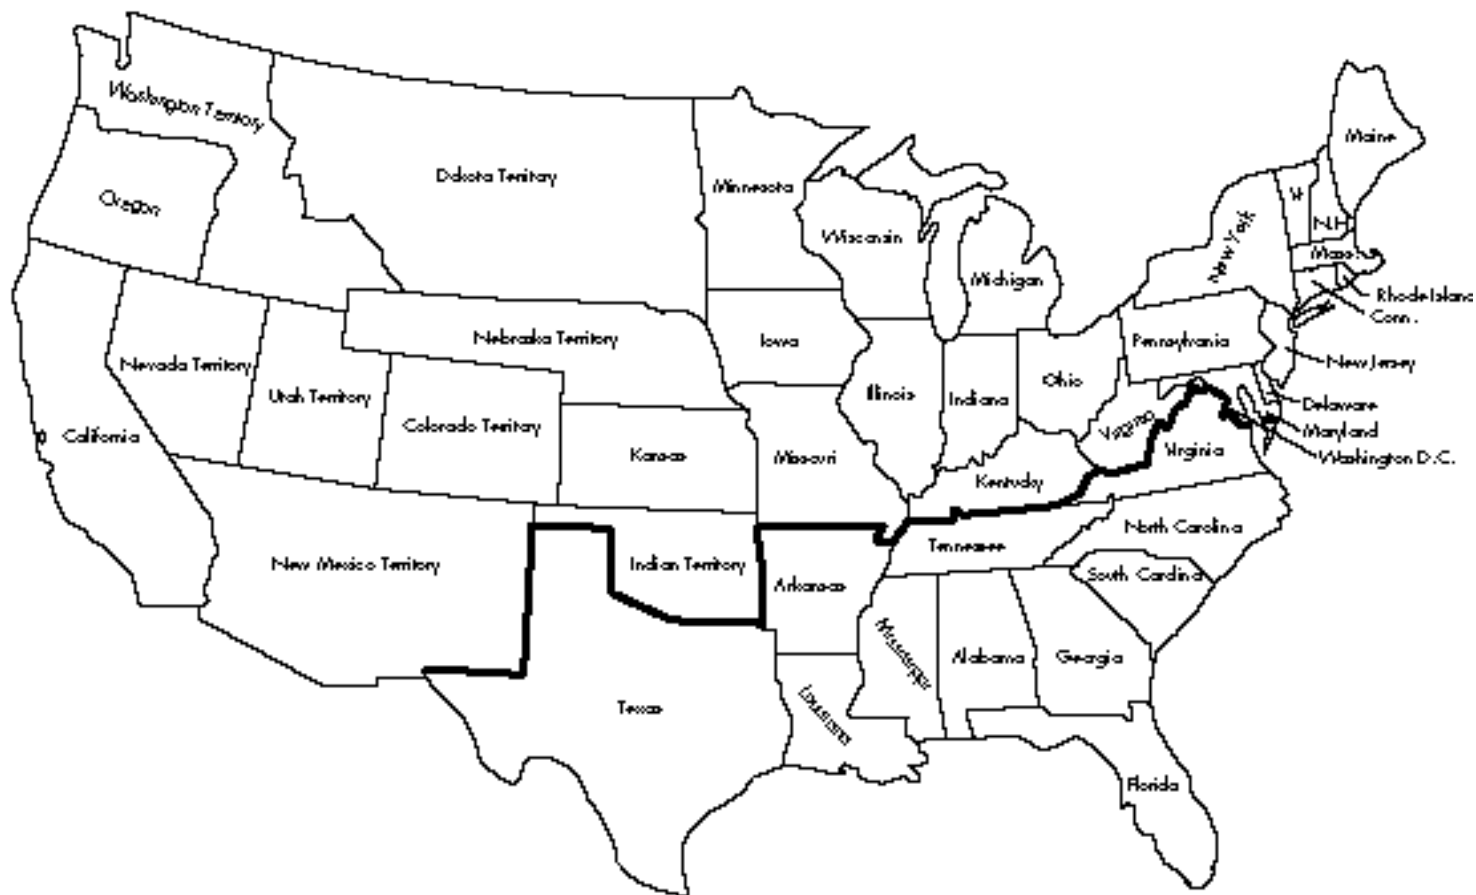 Washington Territory
Maine
Dakota Territory
Minnesota
Oregon
Vt
N.H
New York
Wisconsin
Mass.
Michigan
Rhode Island
Conn.
Nebraska Territory
Iowa
Pennsylvania
New Jersey
Nevada Territory
Utah Territory
Illinois
Indiana
Ohio
Delaware
California
Colorado Territory
Virginia
Maryland
Kansas
Missouri
Virginia
Washington D.C.
Kentucky
North Carolina
Tennessee
New Mexico Territory
Indian Territory
Arkansas
South Carolina
Mississippi
Alabama
Georgia
Texas
Louisiana
Florida